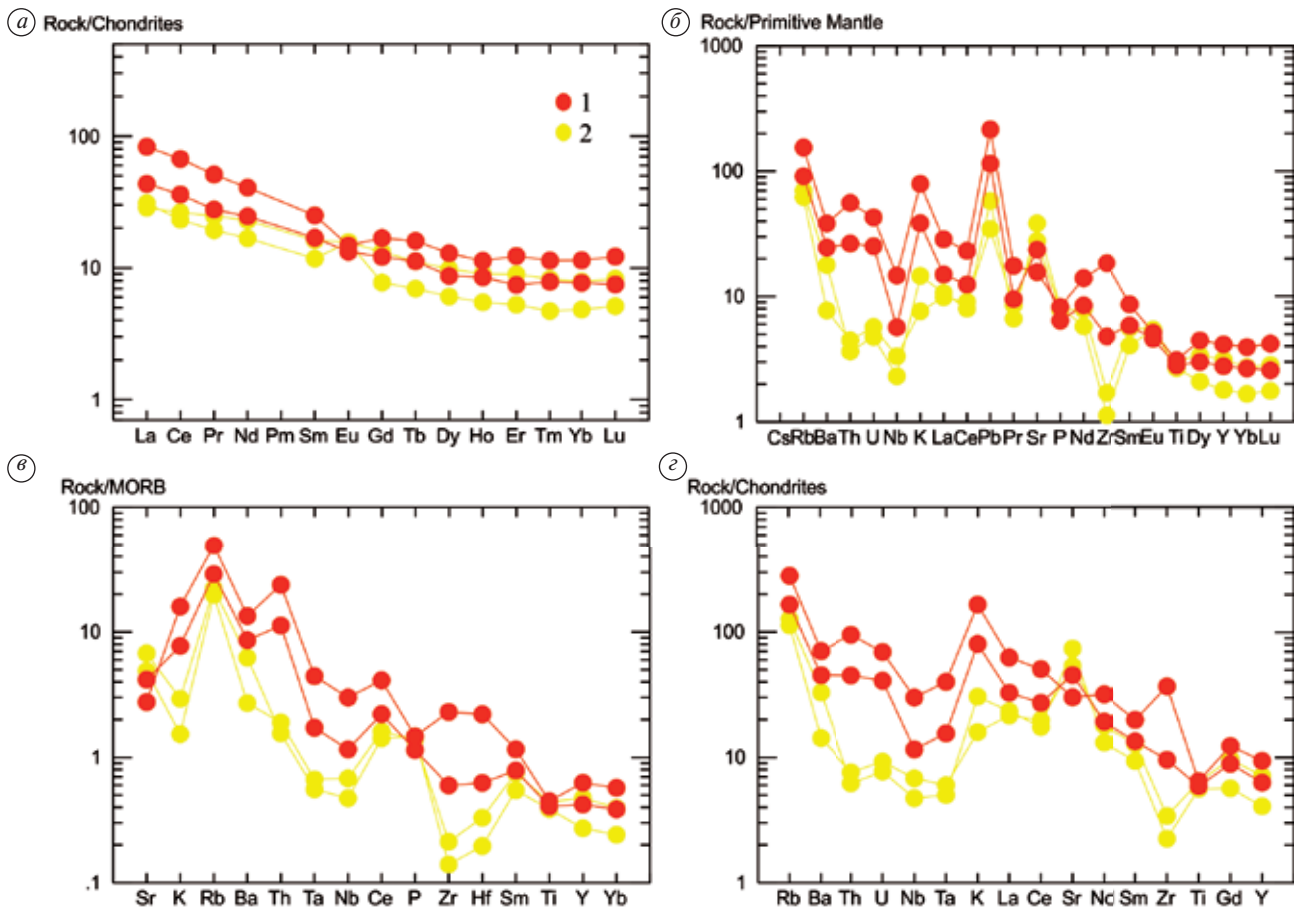 а Rock/Chondrites
100
10
1
1
2
La Ce Pr Nd Pm Sm Eu Gd Tb Dy Ho Er Tm Yb Lu
б Rock/Primitive Mantle
1000
100
10
1
CsRbBaTh U Nb K LaCePbPr Sr P NdZrSmEu Ti Dy Y YbLu
в
Rock/MORB
100
10
1
.1
Sr K Rb Ba Th Ta Nb Ce P Zr Hf Sm Ti Y Yb
г
Rock/Chondrites
1000
100
10
1
Rb Ba Th U Nb Ta K La Ce Sr Nd Sm Zr Ti Gd Y